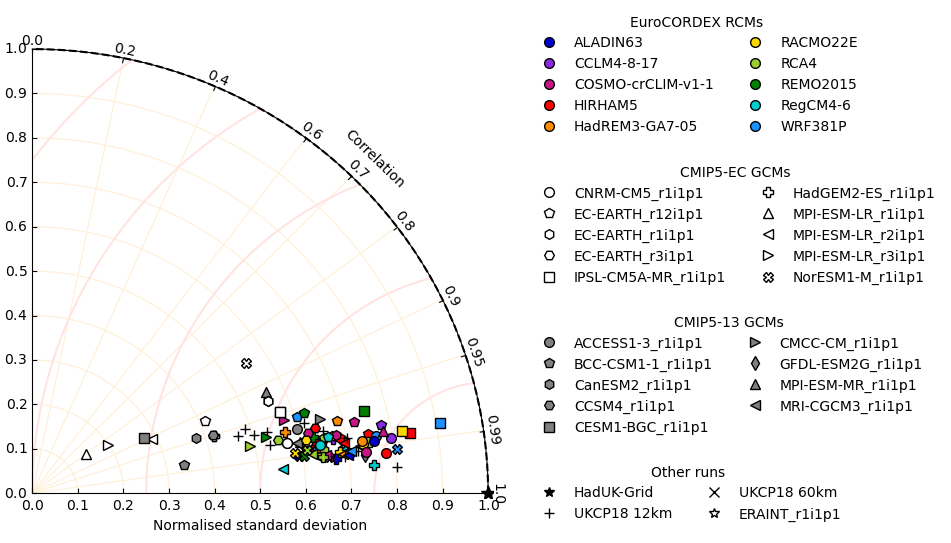 EuroCORDEX RCMs
ALADIN63
RACMO22E
CCLM4-8-17
RCA4
COSMO-crCLIM-v1-1
REMO2015
HIRHAM5
RegCM4-6
HadREM3-GA7-05
WRF381P
CMIP5-EC GCMs
CNRM-CM5_r1i1p1
HadGEM2-ES_r1i1p1
EC-EARTH_r12i1p1
MPI-ESM-LR_r1i1p1
EC-EARTH_r1i1p1
MPI-ESM-LR_r2i1p1
EC-EARTH_r3i1p1
MPI-ESM-LR_r3i1p1
IPSL-CM5A-MR_r1i1p1
NorESM1-M_r1i1p1
CMIP5-13 GCMs
ACCESS1-3_r1i1p1
CMCC-CM_r1i1p1
BCC-CSM1-1_r1i1p1
GFDL-ESM2G_r1i1p1
CanESM2_r1i1p1
MPI-ESM-MR_r1i1p1
CCSM4_r1i1p1
MRI-CGCM3_r1i1p1
CESM1-BGC_r1i1p1
Other runs
HadUK-Grid
UKCP18 60km
UKCP18 12km
ERAINT_r1i1p1
0.0
0.2
0.4
0.6
Correlation
0.7
0.8
0.9
0.95
0.99
1.0
1.0
0.9
0.8
0.7
0.6
0.5
0.4
0.3
0.2
0.1
0.0
0.0 0.1 0.2 0.3 0.4 0.5 0.6 0.7 0.8 0.9 1.0
Normalised standard deviation